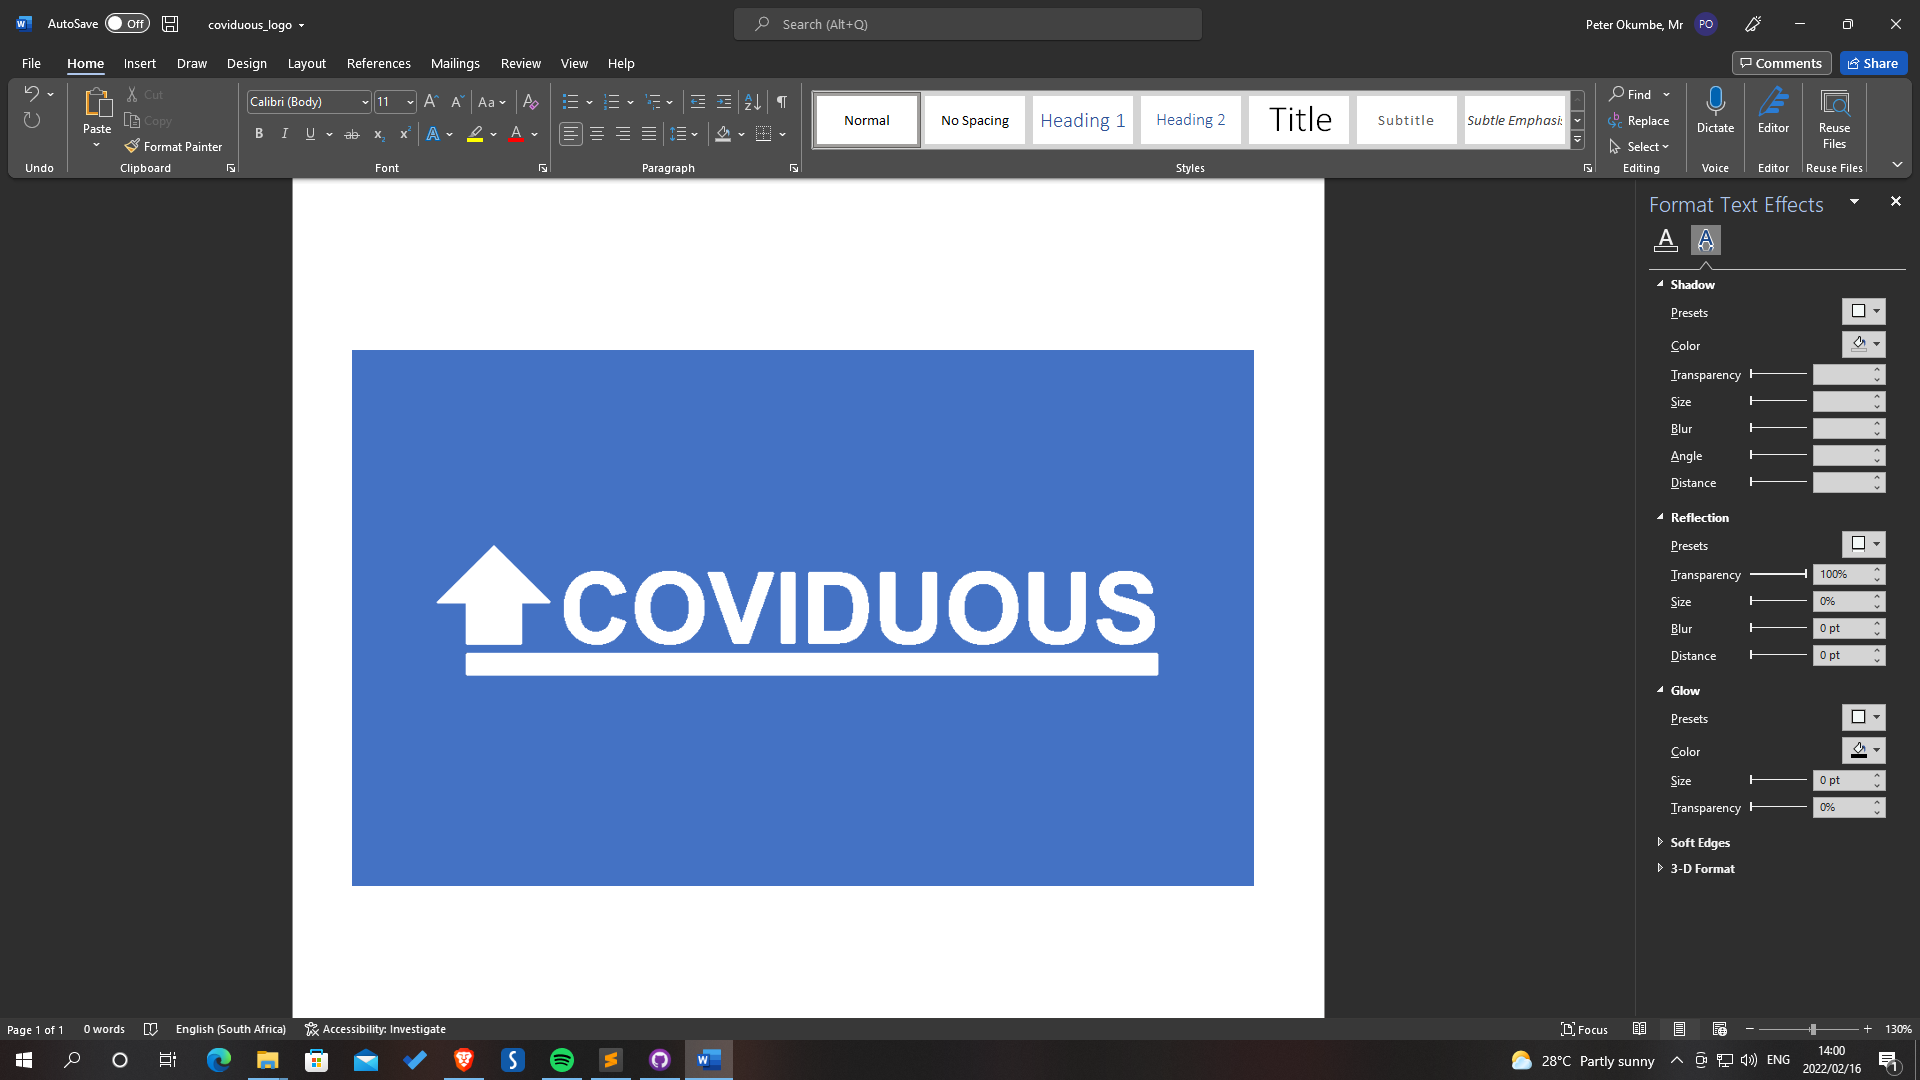 AutoSave Off coviduous_logo Search (Alt+Q) Peter Okumbe, Mr PO
File Home Insert Draw Design Layout References Mailings Review View Help Comments Share
Paste Cut Copy Format Painter
Calibri (Body) 11
Normal No Spacing Heading 1 Heading 2 Title Subtitle Subtle Emphasi
Find Replace Select
Dictate
Editor
Reuse Files
Undo Clipboard Font Paragraph Styles Editing Voice Editor Reuse Files
COVIDUOUS
Format Text Effects
Shadow
Presets
Color
Transparency
Size
Blur
Angle
Distance
Reflection
Presets
Transparency 100%
Size 0%
Blur 0 pt
Distance 0 pt
Glow
Presets
Color
Size 0 pt
Transparency 0%
Soft Edges
3-D Format
Page 1 of 1 0 words English (South Africa) Accessibility: Investigate Focus 130%
28°C Partly sunny ENG 14:00
2022/02/16 1